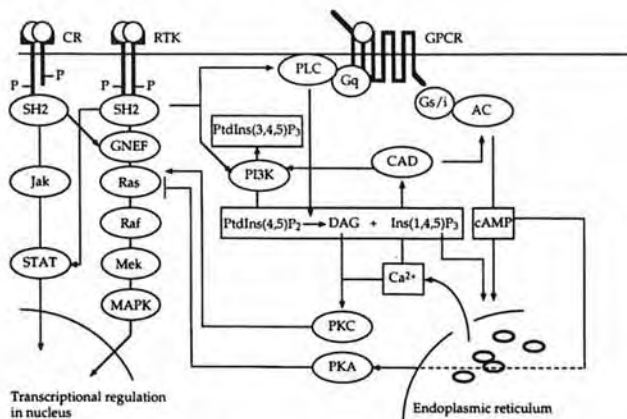 CR
RTK
GPCR
P
P
P
P
PLC
Gq
Gs/i
AC
SH2
SH2
GNEF
PtdIns(3,4,5)P3
CAD
Jak
Ras
PI3K
Raf
PtdIns(4,5)P2
DAG + Ins(1,4,5)P3
cAMP
STAT
Mek
Ca2+
MAPK
PKC
PKA
Transcriptional regulation
in nucleus
Endoplasmic reticulum